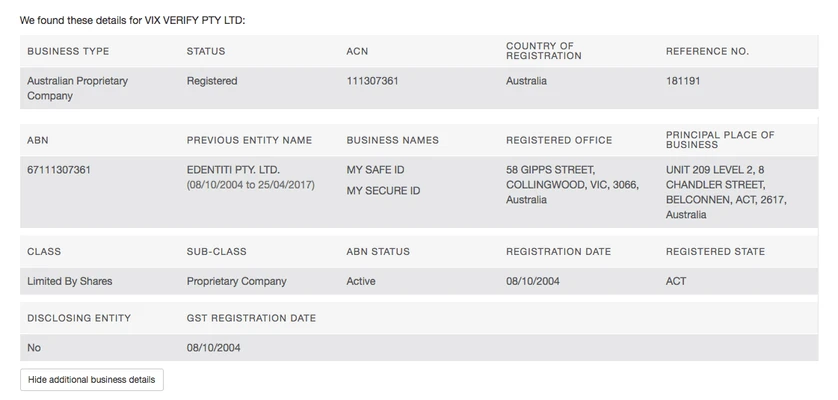 We found these details for VIX VERIFY PTY LTD:
BUSINESS TYPE STATUS ACN COUNTRY OF REGISTRATION REFERENCE NO.
Australian Proprietary Company Registered 111307361 Australia 181191
ABN PREVIOUS ENTITY NAME BUSINESS NAMES REGISTERED OFFICE PRINCIPAL PLACE OF BUSINESS
67111307361 EDENTITI PTY. LTD. MY SAFE ID 58 GIPPS STREET, UNIT 209 LEVEL 2, 8
(08/10/2004 to 25/04/2017) MY SECURE ID COLLINGWOOD, VIC, 3066, CHANDLER STREET,
Australia BELCONNEN, ACT, 2617,
Australia
CLASS SUB-CLASS ABN STATUS REGISTRATION DATE REGISTERED STATE
Limited By Shares Proprietary Company Active 08/10/2004 ACT
DISCLOSING ENTITY GST REGISTRATION DATE
No 08/10/2004
Hide additional business details